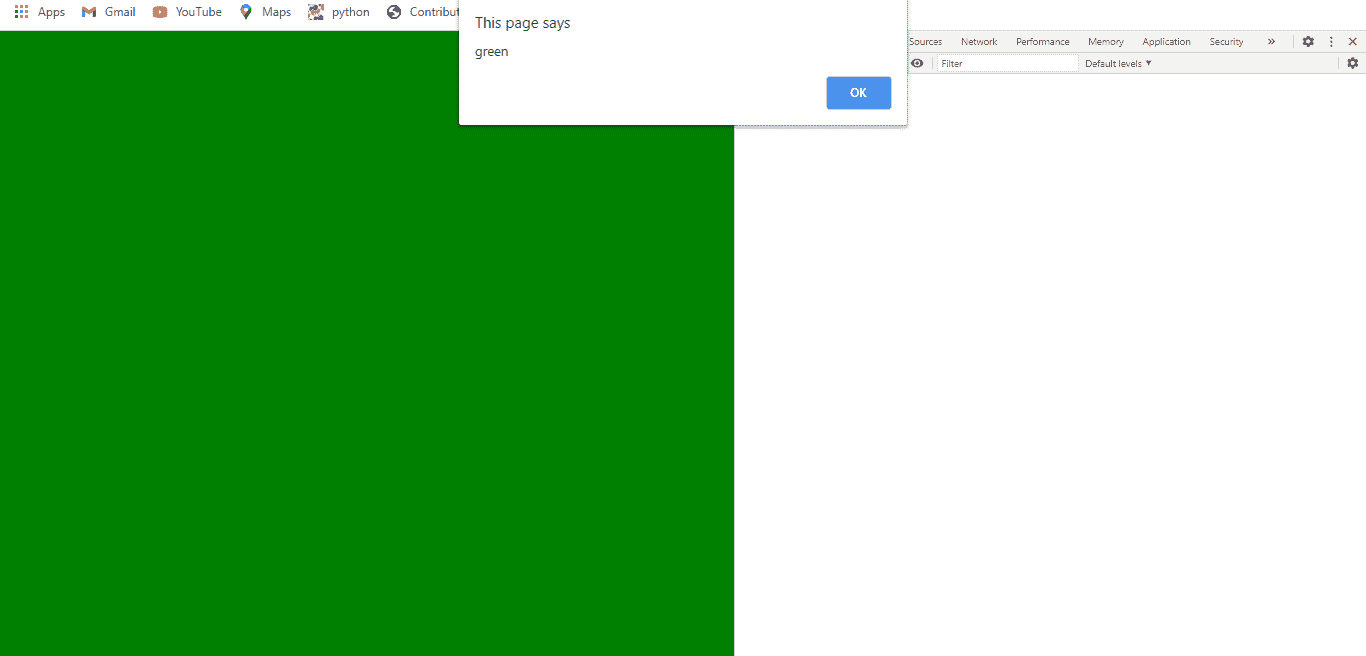 Apps Gmail YouTube Maps python Contribut
This page says
green
OK
Sources Network Performance Memory Application Security »
Filter Default levels ▼